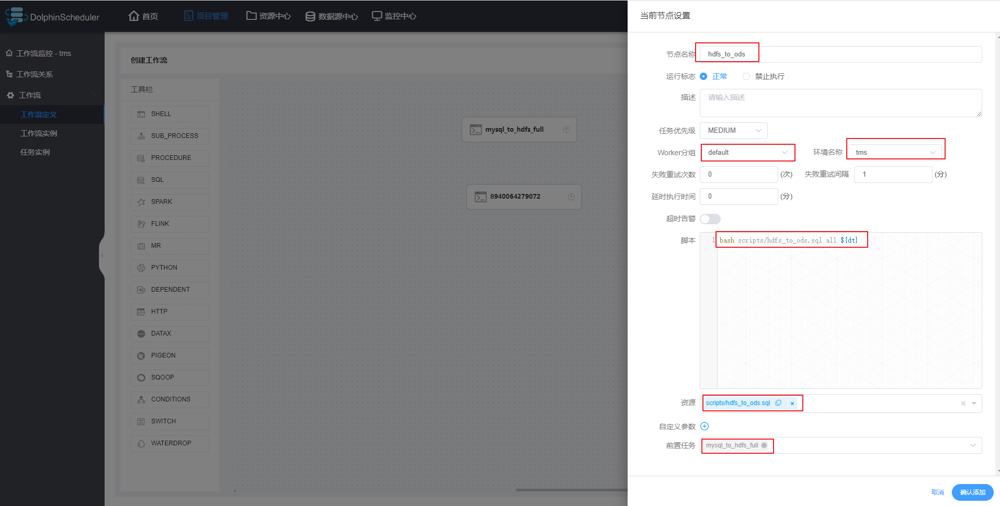 DolphinScheduler
首页
项目管理
资源中心
数据源中心
监控中心
工作流监控 - tms
工作流关系
工作流
工作流定义
工作流实例
任务实例
创建工作流
工具栏
SHELL
SUB_PROCESS
PROCEDURE
SQL
SPARK
FLINK
MR
PYTHON
DEPENDENT
HTTP
DATAX
PIGEON
SQOOP
CONDITIONS
SWITCH
WATERDROP
mysql_to_hdfs_full
8940064279072
当前节点设置
节点名称 hdfs_to_ods
运行标志 正常 禁止执行
描述 请输入描述
任务优先级 MEDIUM
Worker分组 default 环境名称 tms
失败重试次数 0 (次) 失败重试间隔 1 (分)
延时执行时间 0 (分)
超时告警
脚本 1 bash scripts/hdfs_to_ods.sql all ${dt}
资源 scripts/hdfs_to_ods.sql
自定义参数
前置任务 mysql_to_hdfs_full
取消 确认添加